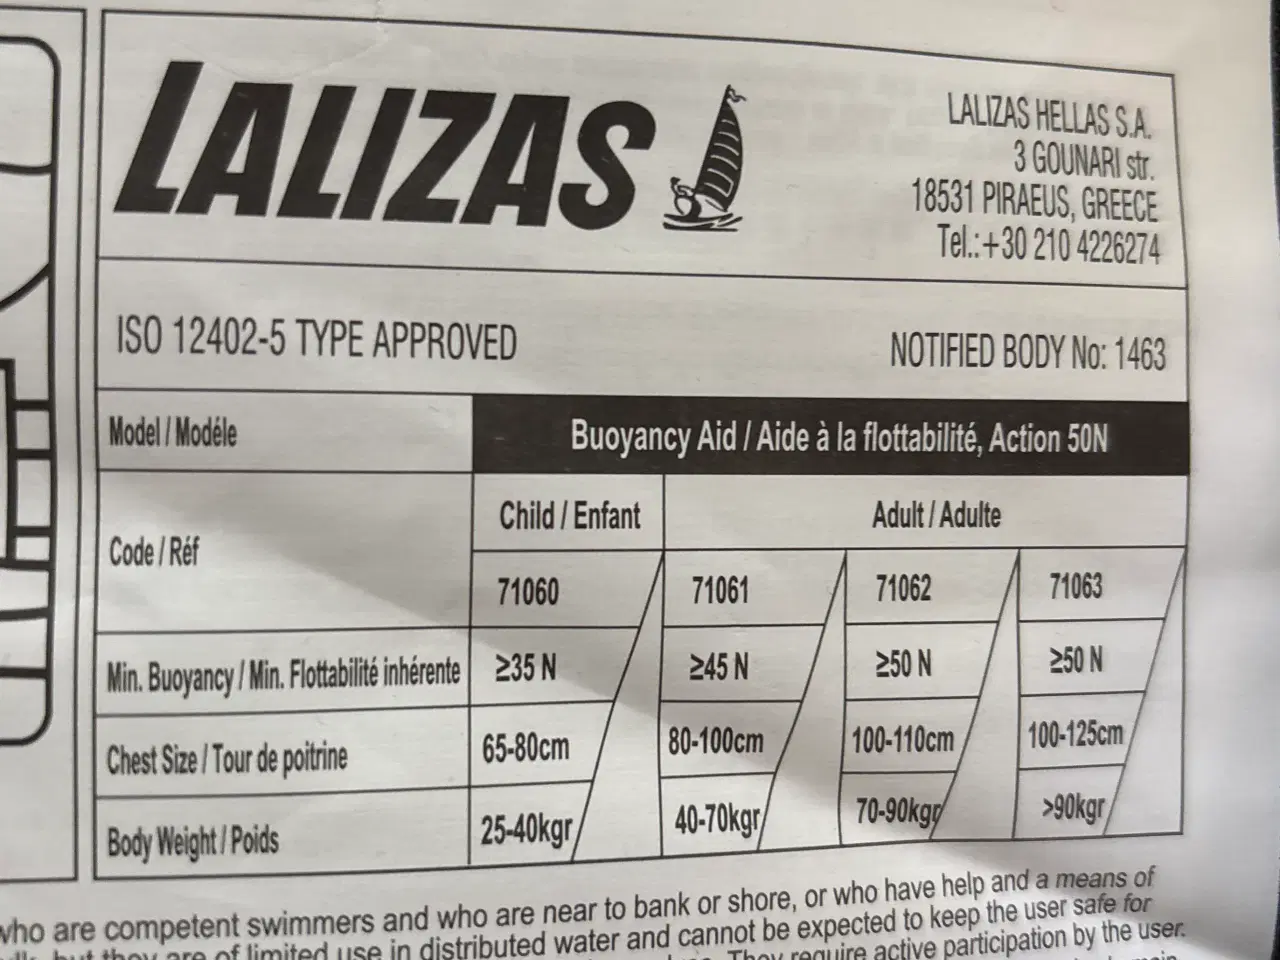 LALIZAS
LALIZAS HELLAS S.A.
3 GOUNARI str.
18531 PIRAEUS, GREECE
Tel.:+30 210 4226274
ISO 12402-5 TYPE APPROVED
NOTIFIED BODY No: 1463
Model / Modéle
Buoyancy Aid / Aide à la flottabilité, Action 50N
Child / Enfant
Adult / Adulte
Code / Réf
71060 71061 71062 71063
Min. Buoyancy / Min. Flottabilité inhérente ≥35 N ≥45 N ≥50 N ≥50 N
Chest Size / Tour de poitrine 65-80cm 80-100cm 100-110cm 100-125cm
Body Weight / Poids 25-40kgr 40-70kgr 70-90kgr >90kgr
who are competent swimmers and who are near to bank or shore, or who have help and a means of
but they are of limited use in distributed water and cannot be expected to keep the user safe for
They require active participation by the user.